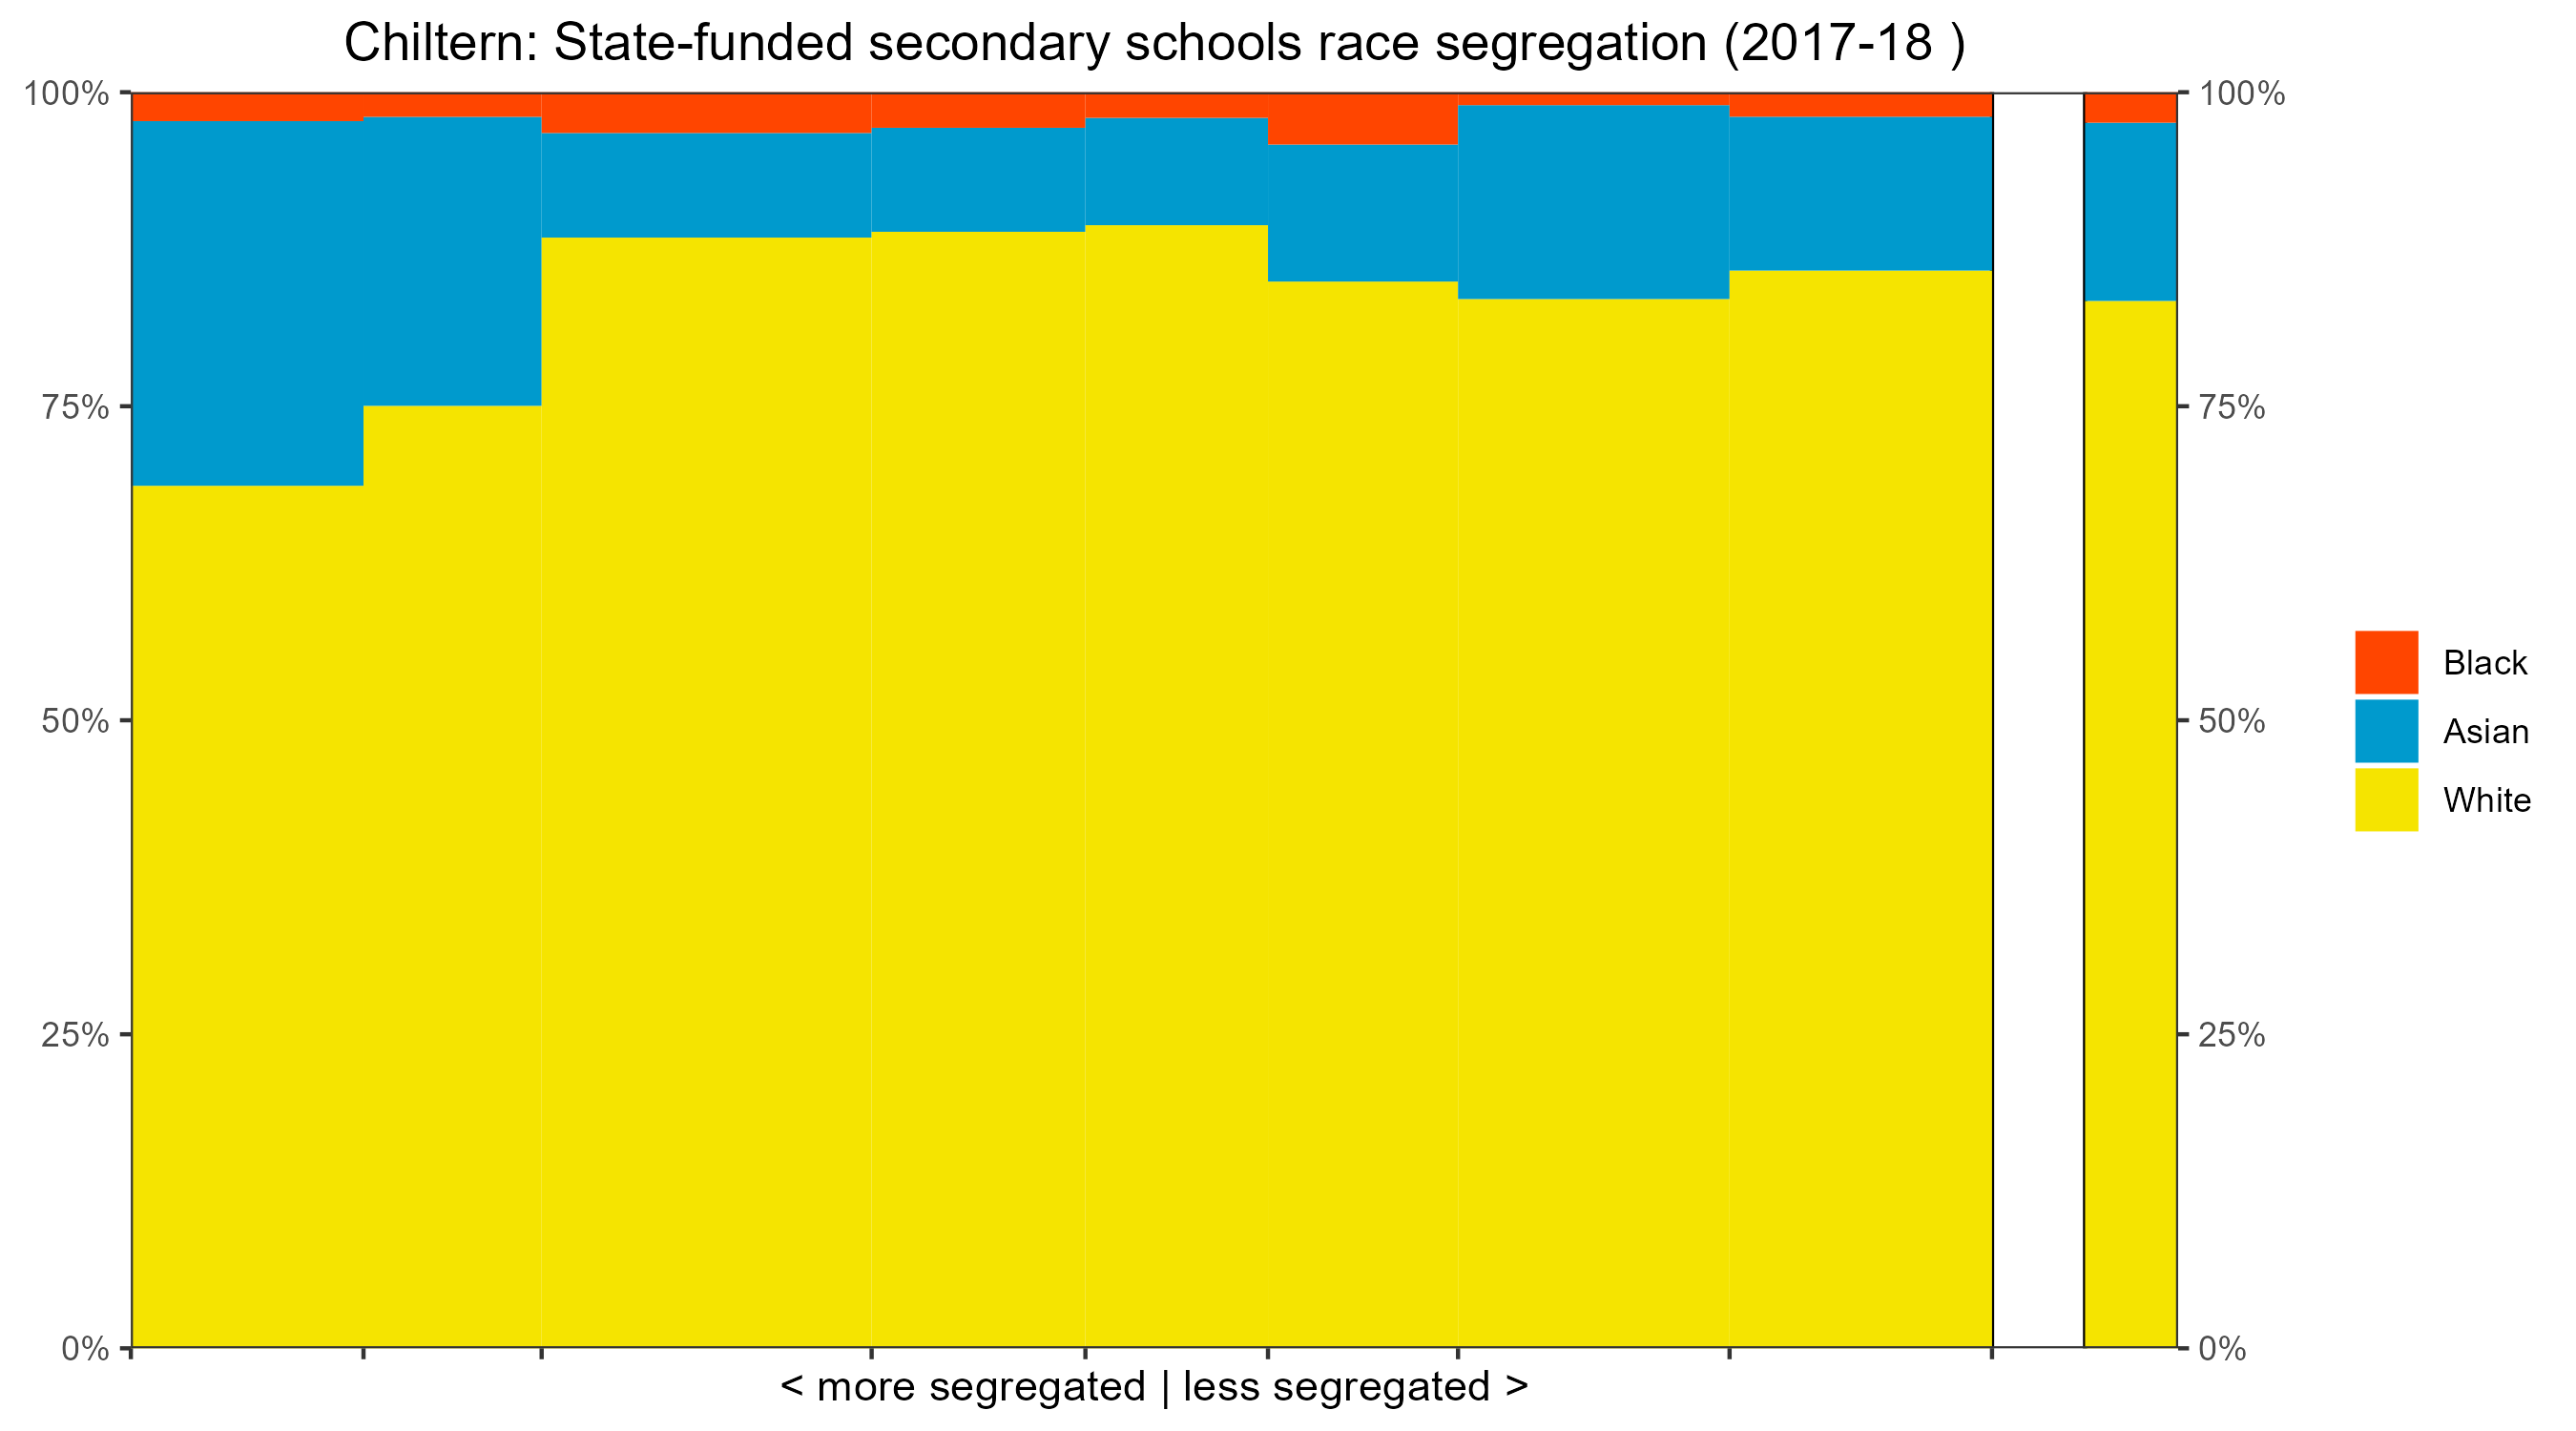 Chiltern: State-funded secondary schools race segregation (2017-18 )
100%
75%
50%
25%
0%
100%
75%
50%
25%
0%
Black
Asian
White
< more segregated | less segregated >